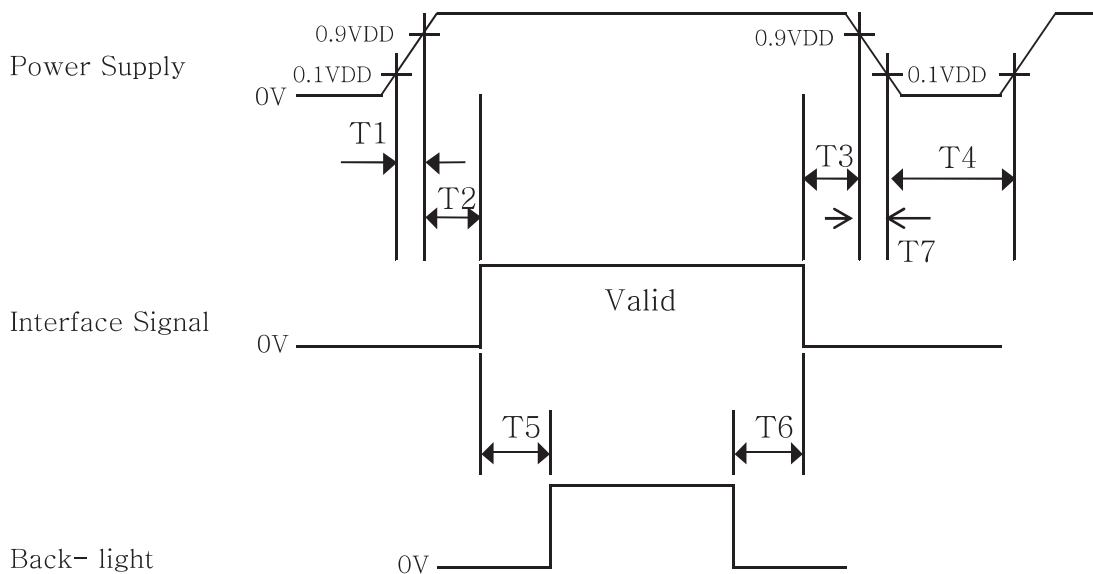 Power Supply
0.9VDD
0.1VDD
0V
0.9VDD
0.1VDD
T1
T2
T3
T4
T7
Interface Signal
0V
Valid
T5
T6
Back- light
0V